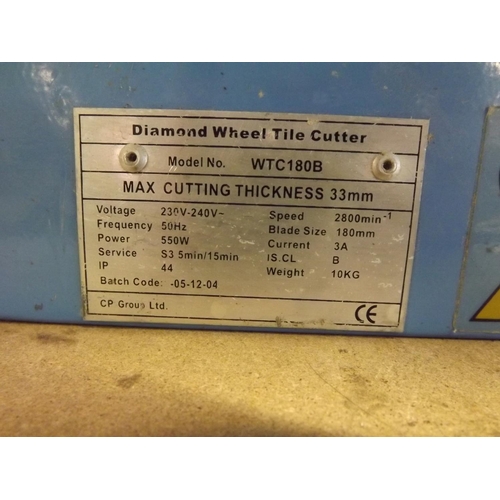 Diamond Wheel Tile Cutter
Model No. WTC180B
MAX CUTTING THICKNESS 33mm
Voltage 230V-240V~ Speed 2800min⁻¹
Frequency 50Hz Blade Size 180mm
Power 550W Current 3A
Service S3 5min/15min IS.CL B
IP 44 Weight 10KG
Batch Code: -05-12-04
CP Group Ltd. CE